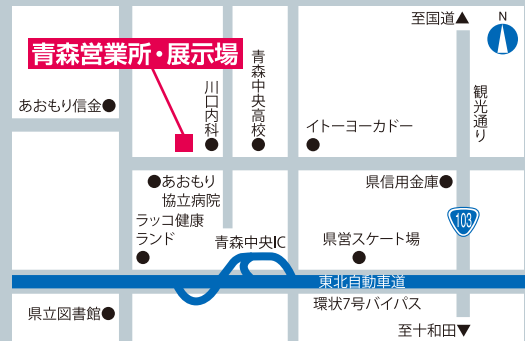 至国道▲
N
青森営業所・展示場
あおもり信金●
川口内科
青森中央高校
イトーヨーカドー
観光通り
●あおもり
協立病院
県信用金庫●
103
ラッコ健康
ランド
青森中央IC
県営スケート場
東北自動車道
環状7号バイパス
県立図書館●
至十和田▼